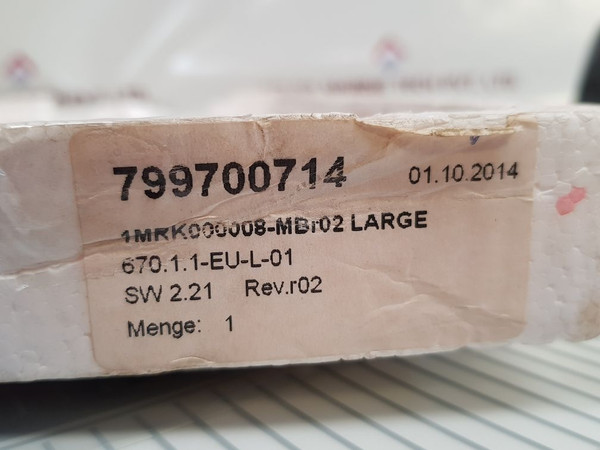 799700714 01.10.2014
1MRK000008-MBr02 LARGE
670.1.1-EU-L-01
SW 2.21 Rev.r02
Menge: 1